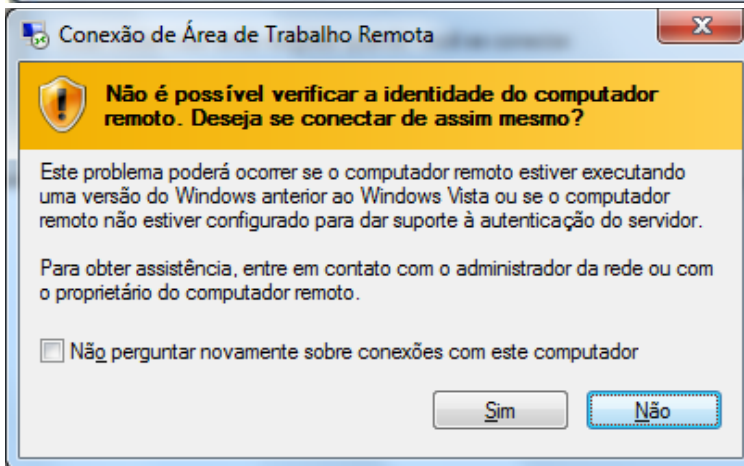 Conexão de Área de Trabalho Remota
Não é possível verificar a identidade do computador
remoto. Deseja se conectar de assim mesmo?
Este problema poderá ocorrer se o computador remoto estiver executando
uma versão do Windows anterior ao Windows Vista ou se o computador
remoto não estiver configurado para dar suporte à autenticação do servidor.
Para obter assistência, entre em contato com o administrador da rede ou com
o proprietário do computador remoto.
Não perguntar novamente sobre conexões com este computador
Sim Não